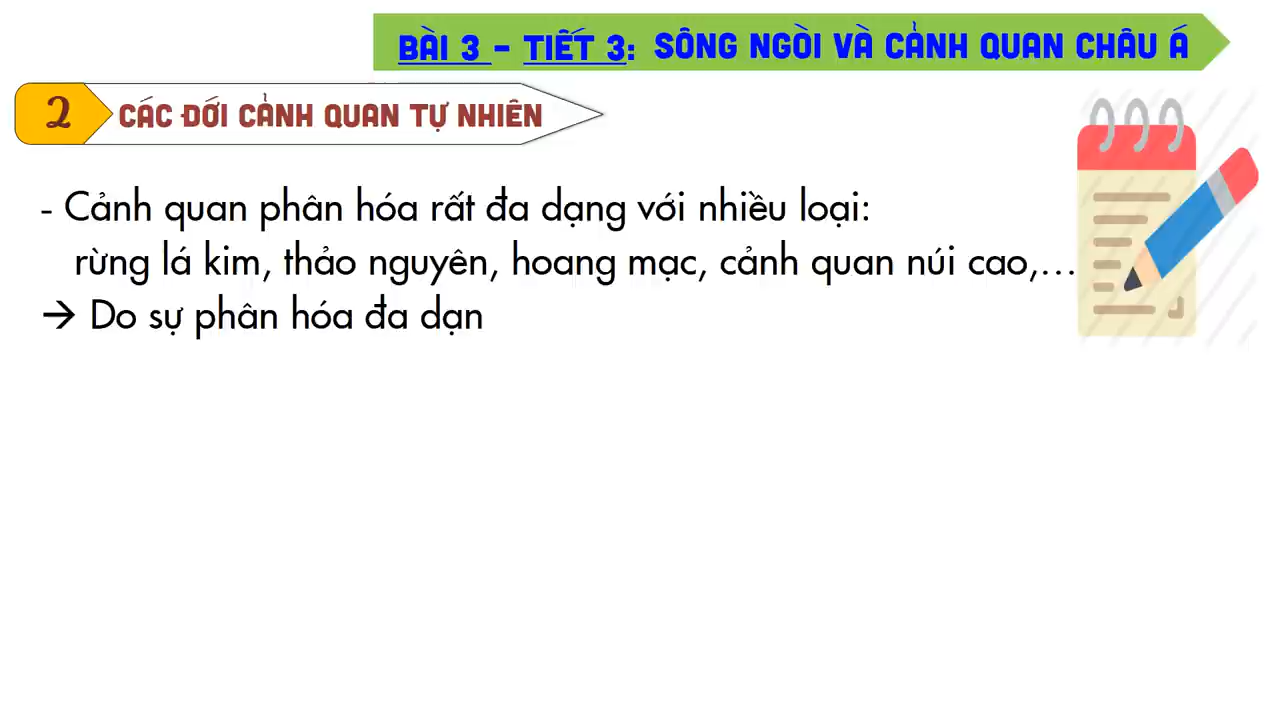 BÀI 3 - TIẾT 3: SÔNG NGÒI VÀ CẢNH QUAN CHÂU Á
2 CÁC ĐỚI CẢNH QUAN TỰ NHIÊN
- Cảnh quan phân hóa rất đa dạng với nhiều loại:
rừng lá kim, thảo nguyên, hoang mạc, cảnh quan núi cao,...
→ Do sự phân hóa đa dạn